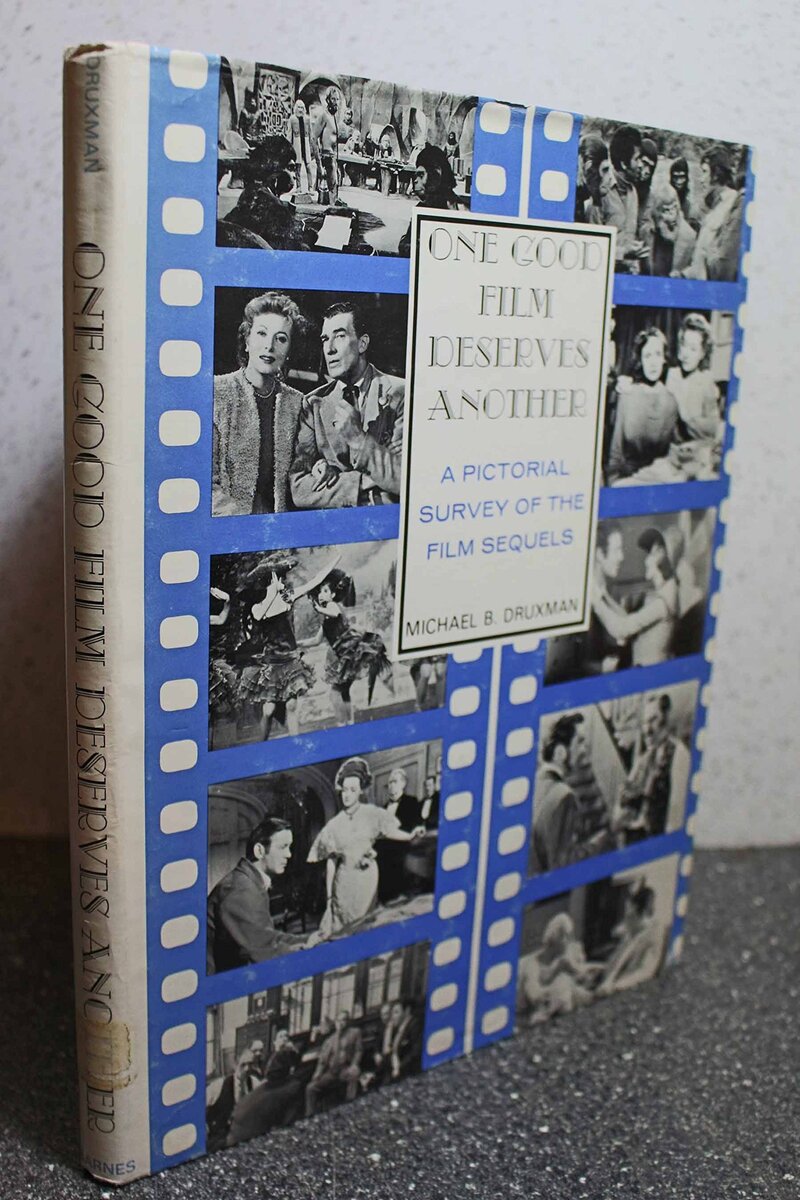 DRUXMAN
ONE GOOD FILM DESERVES ANOTHER
ARNES
ONE GOOD
FILM
DESERVES
ANOTHER
A PICTORIAL
SURVEY OF THE
FILM SEQUELS
MICHAEL B. DRUXMAN